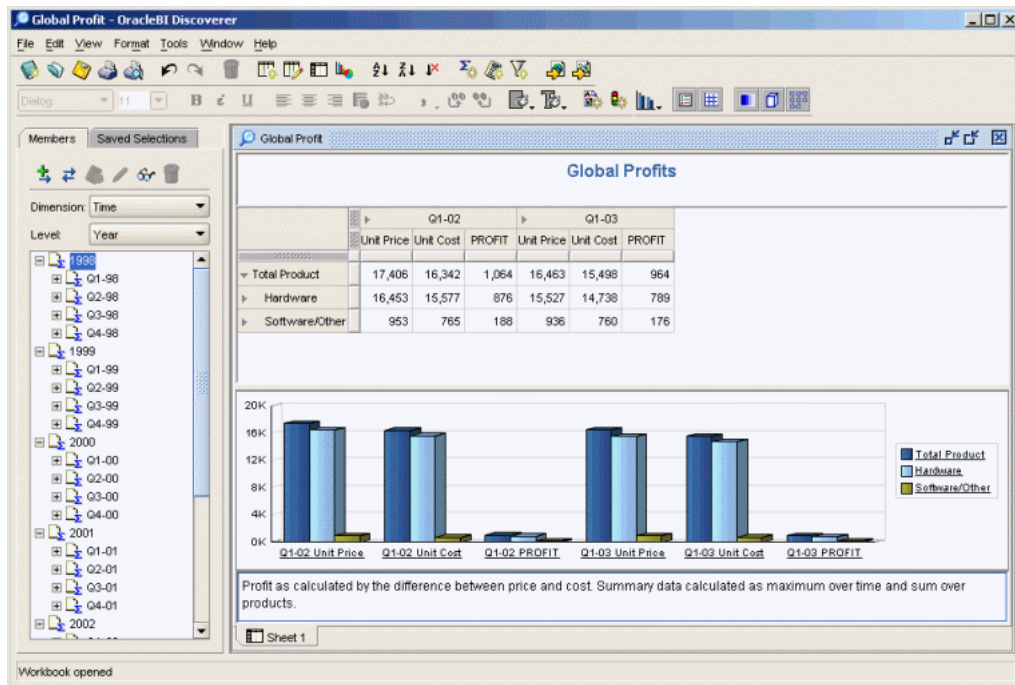 Global Profit - OracleBI Discoverer
File Edit View Format Tools Window Help
Dialog 11 B i U
Members Saved Selections
Dimension: Time
Level: Year
1998
Q1-98
Q2-98
Q3-98
Q4-98
1999
Q1-99
Q2-99
Q3-99
Q4-99
2000
Q1-00
Q2-00
Q3-00
Q4-00
2001
Q1-01
Q2-01
Q3-01
Q4-01
2002
Global Profit
Global Profits
Q1-02 Q1-03
Unit Price Unit Cost PROFIT Unit Price Unit Cost PROFIT
Total Product 17,406 16,342 1,064 16,463 15,498 964
Hardware 16,453 15,577 876 15,527 14,738 789
Software/Other 953 765 188 936 760 176
20K
16K
12K
8K
4K
0K
Q1-02 Unit Price Q1-02 Unit Cost Q1-02 PROFIT Q1-03 Unit Price Q1-03 Unit Cost Q1-03 PROFIT
Total Product
Hardware
Software/Other
Profit as calculated by the difference between price and cost. Summary data calculated as maximum over time and sum over
products.
Sheet 1
Workbook opened